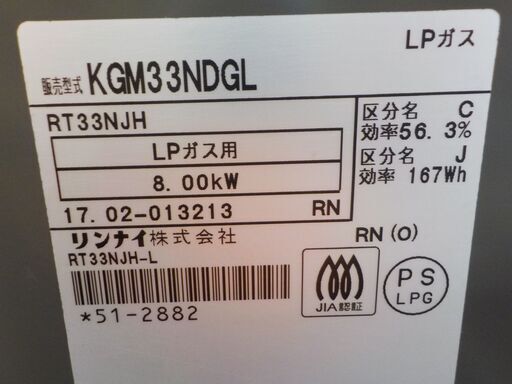 LPガス
販売型式 KGM33NDGL
RT33NJH
LPガス用
8.00kW
17.02-013213 RN
区分名 C
効率56.3%
区分名 J
効率 167Wh
リンナイ株式会社
RN (O)
RT33NJH-L
*51-2882
JIA認証
PS
LPG